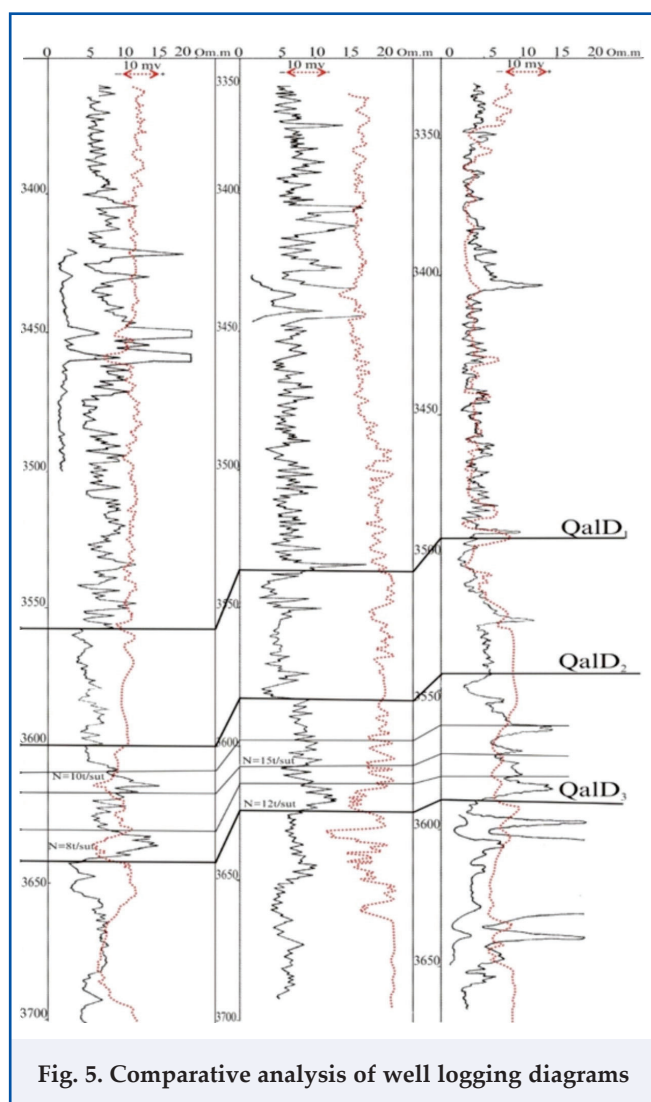 0 5 10 15 20 Om.m 0 5 10 15 20 Om.m 0 5 10 15 20 Om.m
10 mv 10 mv 10 mv
3350
3350
3400
3400
3400
3450
3450
3450
3500
3500
3500
QalD1
3550
3550
3550
QalD2
3600
3600
N=10t/sut N=15t/sut
N=12t/sut QalD3
3600
N=8t/sut
3650
3650
3650
3700
3700
Fig. 5. Comparative analysis of well logging diagrams